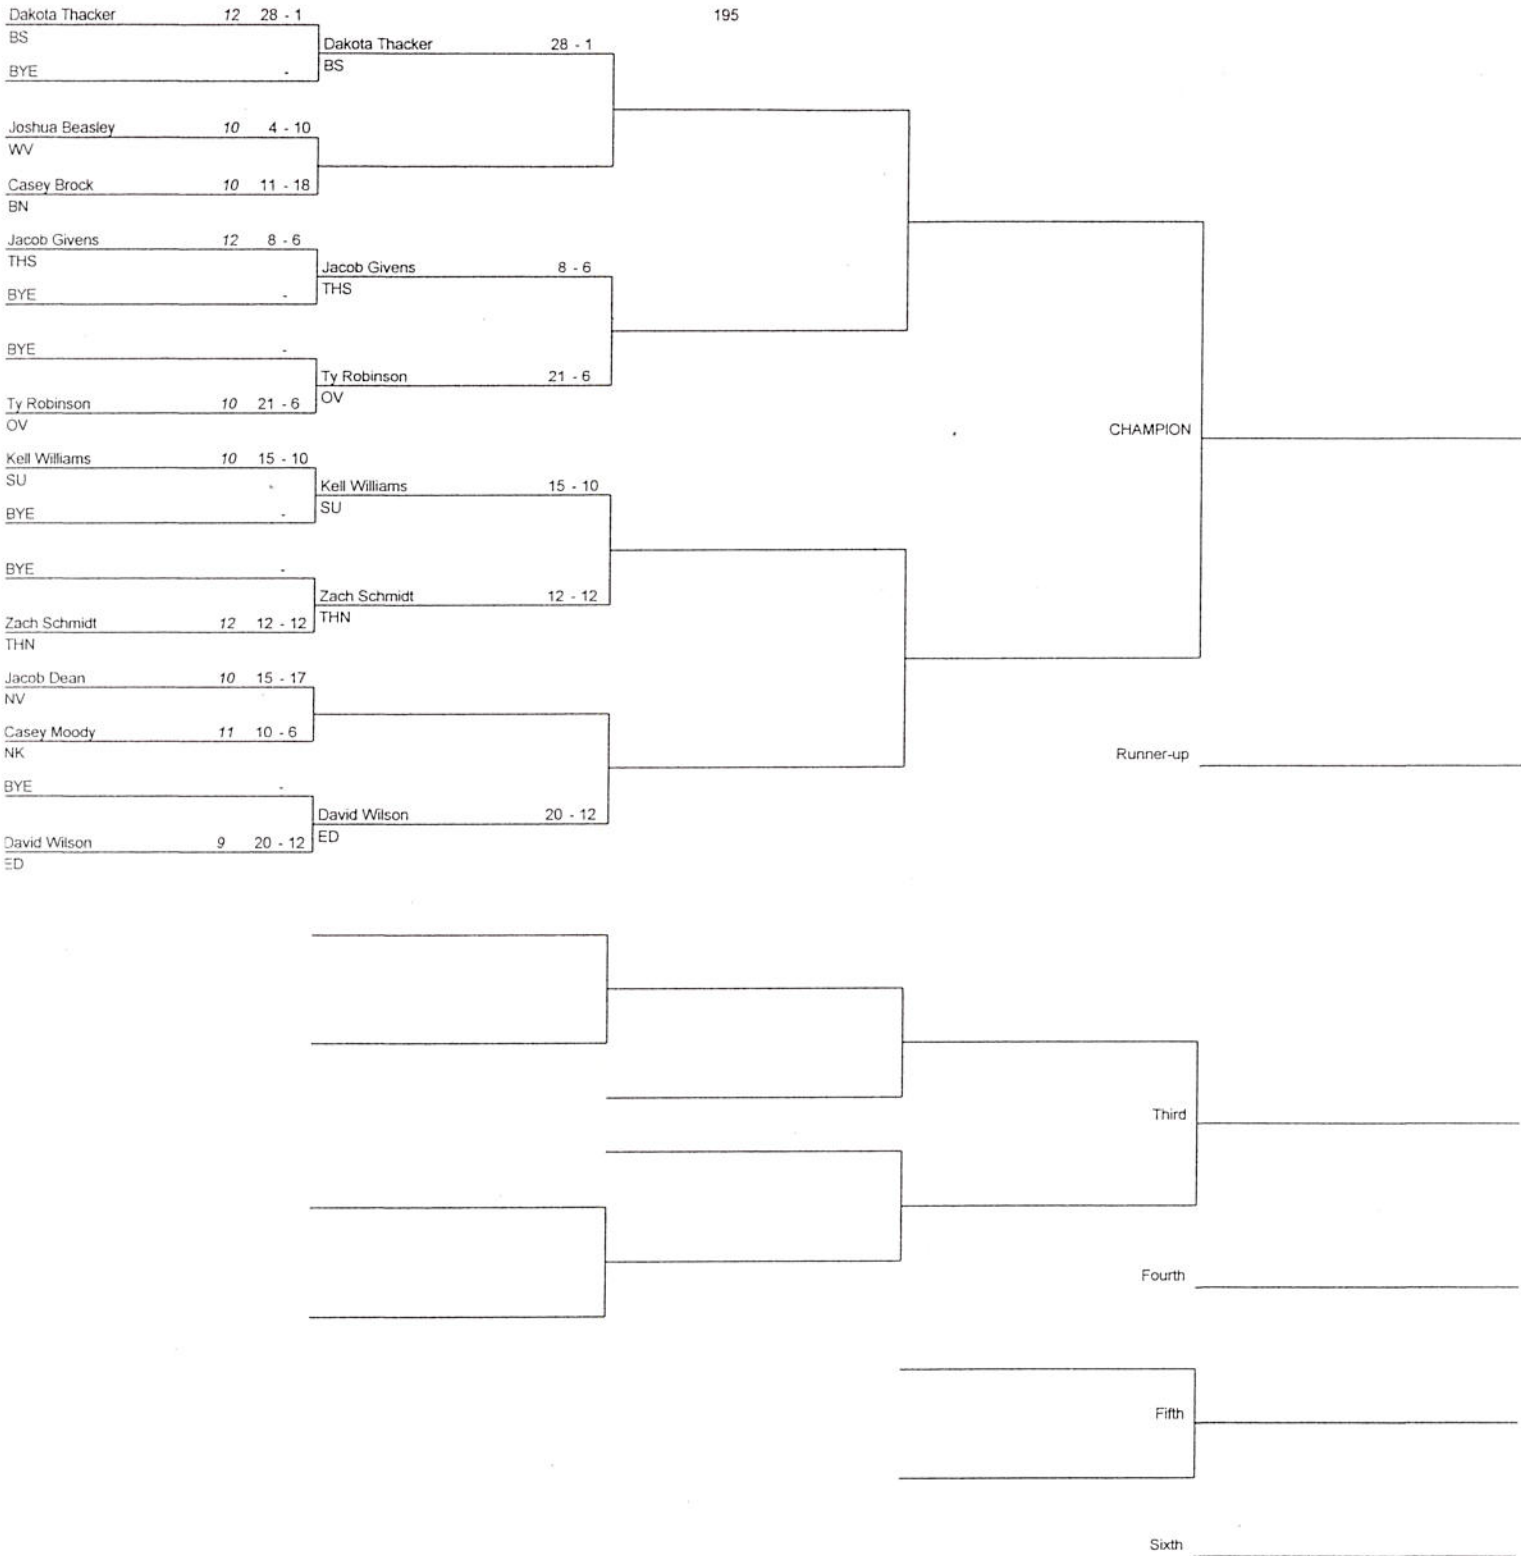 195
Dakota Thacker 12 28 - 1
BS
BYE -
Dakota Thacker 28 - 1
BS
Joshua Beasley 10 4 - 10
WV
Casey Brock 10 11 - 18
BN
Jacob Givens 12 8 - 6
THS
BYE -
Jacob Givens 8 - 6
THS
BYE -
Ty Robinson 10 21 - 6
OV
Ty Robinson 21 - 6
OV
Kell Williams 10 15 - 10
SU
BYE -
Kell Williams 15 - 10
SU
BYE -
Zach Schmidt 12 12 - 12
THN
Zach Schmidt 12 - 12
THN
Jacob Dean 10 15 - 17
NV
Casey Moody 11 10 - 6
NK
BYE -
David Wilson 9 20 - 12
ED
David Wilson 20 - 12
ED
CHAMPION
Runner-up
Third
Fourth
Fifth
Sixth